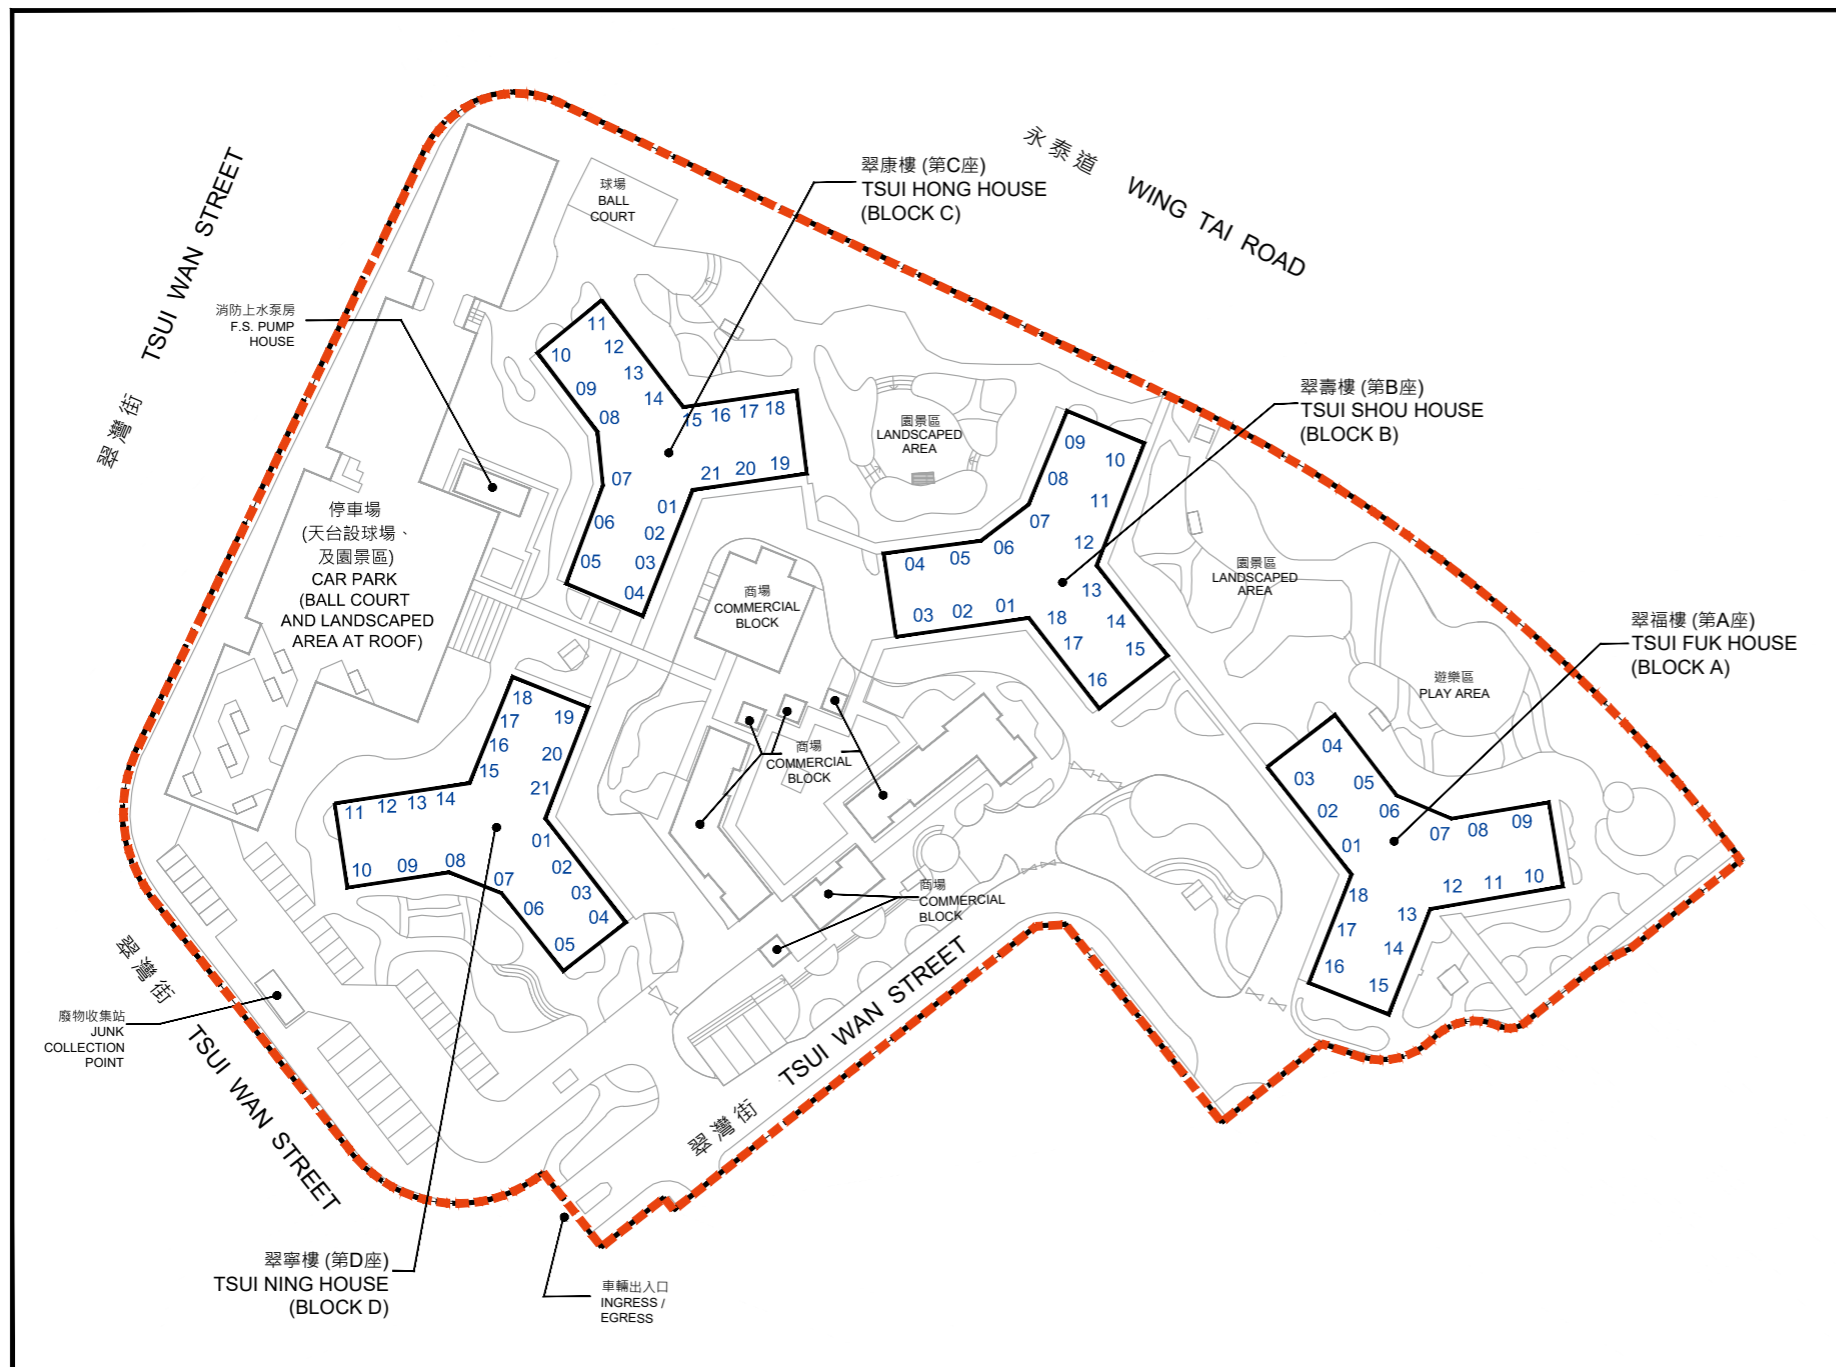 永泰道 WING TAI ROAD
翠灣街 TSUI WAN STREET
球場
BALL
COURT
翠康樓 (第C座)
TSUI HONG HOUSE
(BLOCK C)
消防上水泵房
F.S. PUMP
HOUSE
翠壽樓 (第B座)
TSUI SHOU HOUSE
(BLOCK B)
園景區
LANDSCAPED
AREA
停車場
(天台設球場、
及園景區)
CAR PARK
(BALL COURT
AND LANDSCAPED
AREA AT ROOF)
園景區
LANDSCAPED
AREA
商場
COMMERCIAL
BLOCK
翠福樓 (第A座)
TSUI FUK HOUSE
(BLOCK A)
遊樂區
PLAY AREA
商場
COMMERCIAL
BLOCK
商場
COMMERCIAL
BLOCK
翠灣街 TSUI WAN STREET
翠灣街 TSUI WAN STREET
廢物收集站
JUNK
COLLECTION
POINT
翠寧樓 (第D座)
TSUI NING HOUSE
(BLOCK D)
車輛出入口
INGRESS /
EGRESS
01
02
03
04
05
06
07
08
09
10
11
12
13
14
15
16
17
18
19
20
21
01
02
03
04
05
06
07
08
09
10
11
12
13
14
15
16
17
18
01
02
03
04
05
06
07
08
09
10
11
12
13
14
15
16
17
18
01
02
03
04
05
06
07
08
09
10
11
12
13
14
15
16
17
18
19
20
21